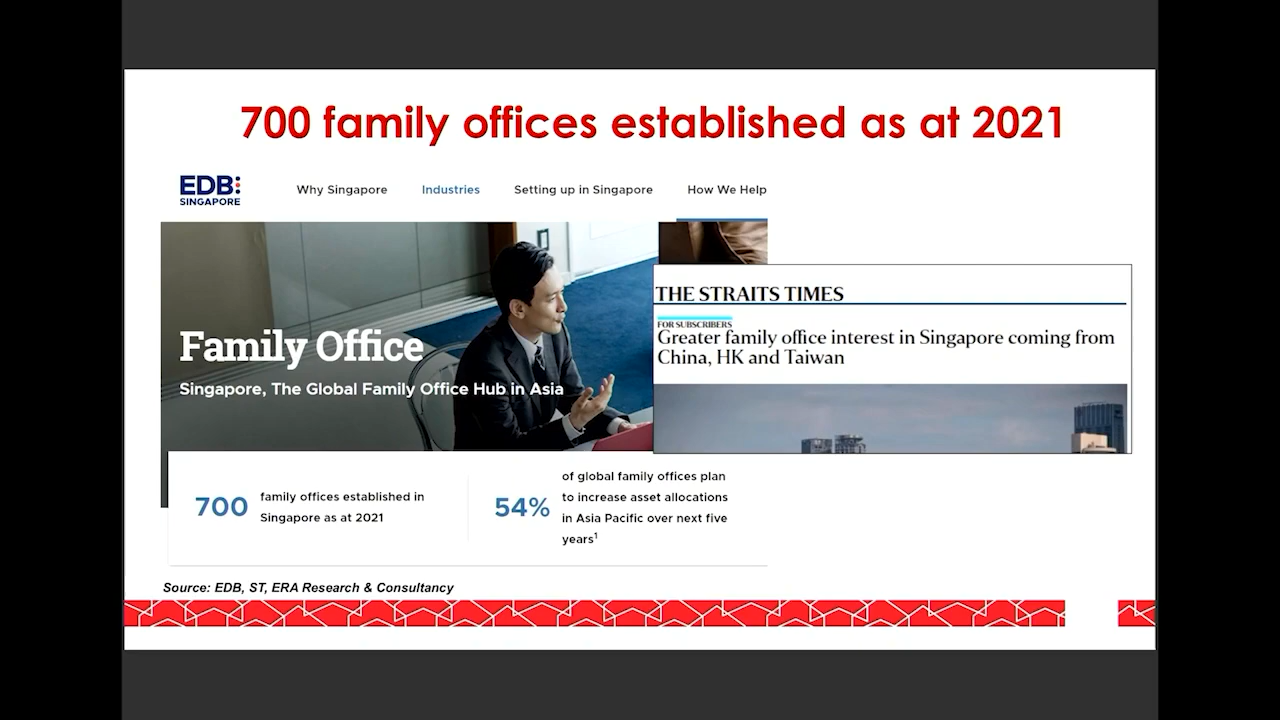 700 family offices established as at 2021
EDB:
SINGAPORE
Why Singapore
Industries
Setting up in Singapore
How We Help
Family Office
Singapore, The Global Family Office Hub in Asia
THE STRAITS TIMES
FOR SUBSCRIBERS
Greater family office interest in Singapore coming from
China, HK and Taiwan
700
family offices established in
Singapore as at 2021
54%
of global family offices plan
to increase asset allocations
in Asia Pacific over next five
years¹
Source: EDB, ST, ERA Research & Consultancy